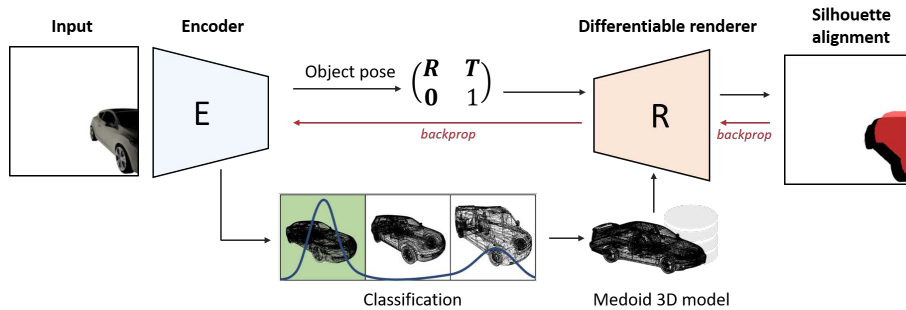 Input
Encoder
Differentiable renderer
Silhouette
alignment
Object pose
R T
0 1
E
R
backprop
backprop
Classification
Medoid 3D model